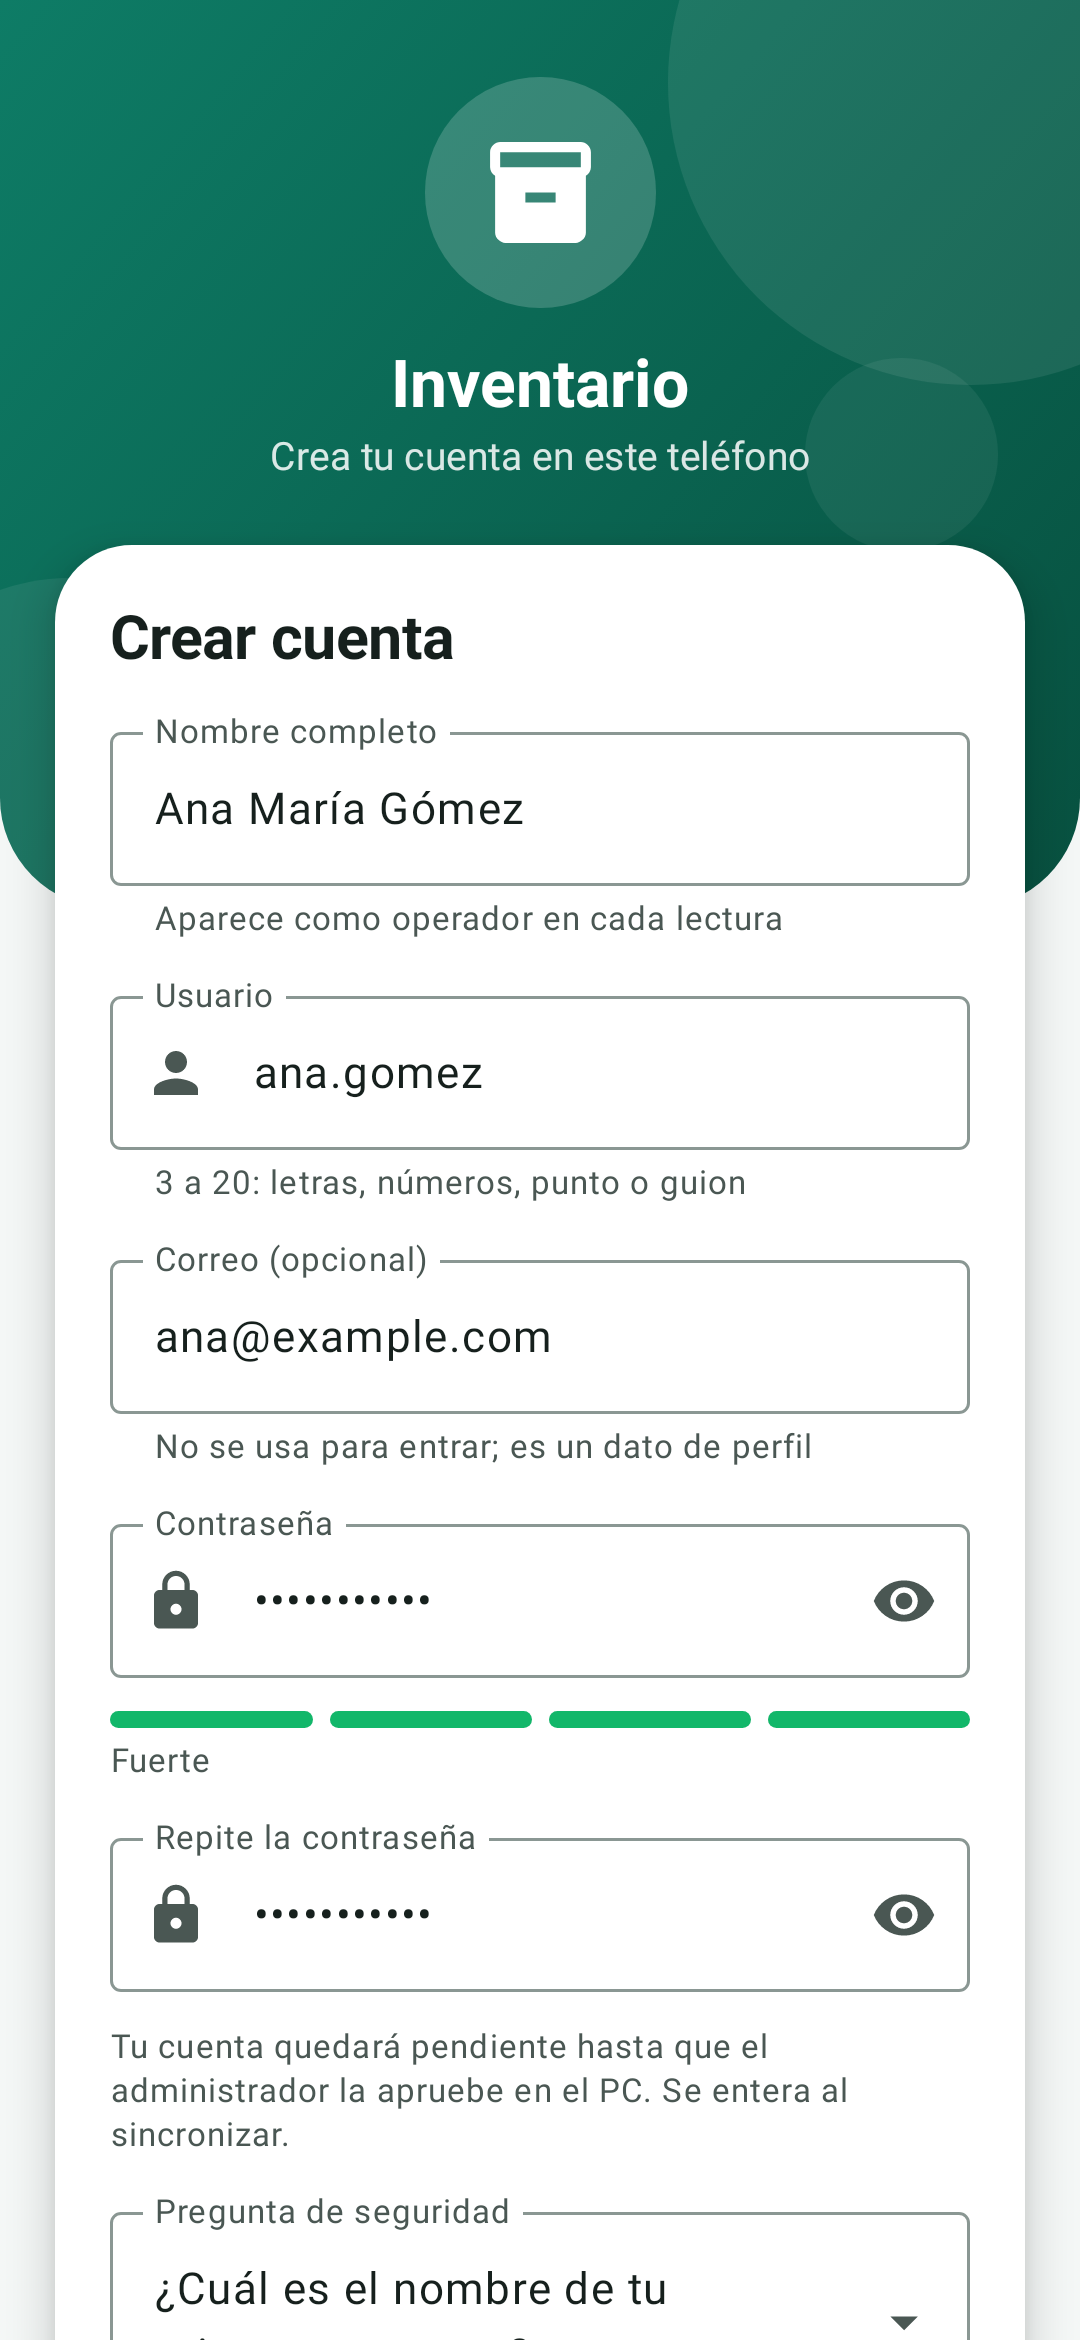 Inventario
Crea tu cuenta en este teléfono
Crear cuenta
Nombre completo
Ana María Gómez
Aparece como operador en cada lectura
Usuario
ana.gomez
3 a 20: letras, números, punto o guion
Correo (opcional)
ana@example.com
No se usa para entrar; es un dato de perfil
Contraseña
•••••••••••
Fuerte
Repite la contraseña
•••••••••••
Tu cuenta quedará pendiente hasta que el
administrador la apruebe en el PC. Se entera al
sincronizar.
Pregunta de seguridad
¿Cuál es el nombre de tu